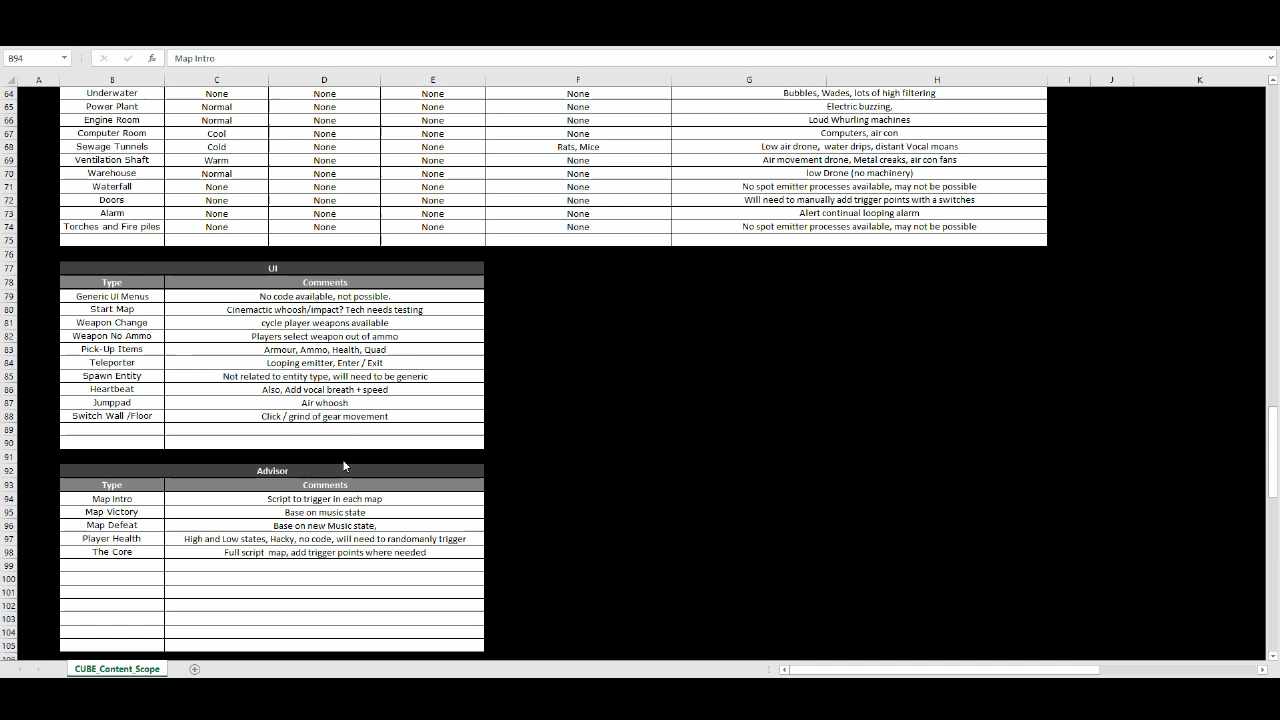 B94 fx Map Intro
A B C D E F G H I J K
64 Underwater None None None None Bubbles, Wades, lots of high filtering
65 Power Plant Normal None None None Electric buzzing,
66 Engine Room Normal None None None Loud Whurling machines
67 Computer Room Cool None None None Computers, air con
68 Sewage Tunnels Cold None None Rats, Mice Low air drone, water drips, distant Vocal moans
69 Ventilation Shaft Warm None None None Air movement drone, Metal creaks, air con fans
70 Warehouse Normal None None None low Drone (no machinery)
71 Waterfall None None None None No spot emitter processes available, may not be possible
72 Doors None None None None Will need to manually add trigger points with a switches
73 Alarm None None None None Alert continual looping alarm
74 Torches and Fire piles None None None None No spot emitter processes available, may not be possible
75
76
77 UI
78 Type Comments
79 Generic UI Menus No code available, not possible.
80 Start Map Cinemactic whoosh/impact? Tech needs testing
81 Weapon Change cycle player weapons available
82 Weapon No Ammo Players select weapon out of ammo
83 Pick-Up Items Armour, Ammo, Health, Quad
84 Teleporter Looping emitter, Enter / Exit
85 Spawn Entity Not related to entity type, will need to be generic
86 Heartbeat Also, Add vocal breath + speed
87 Jumppad Air whoosh
88 Switch Wall /Floor Click / grind of gear movement
89
90
91
92 Advisor
93 Type Comments
94 Map Intro Script to trigger in each map
95 Map Victory Base on music state
96 Map Defeat Base on new Music state,
97 Player Health High and Low states, Hacky, no code, will need to randomanly trigger
98 The Core Full script map, add trigger points where needed
99
100
101
102
103
104
105
CUBE_Content_Scope